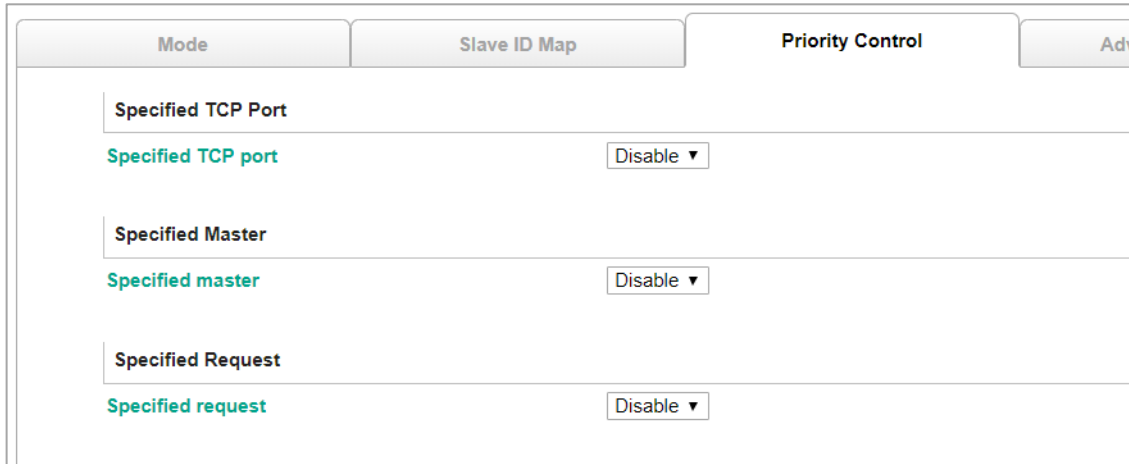 Mode Slave ID Map Priority Control Adv
Specified TCP Port
Specified TCP port Disable
Specified Master
Specified master Disable
Specified Request
Specified request Disable